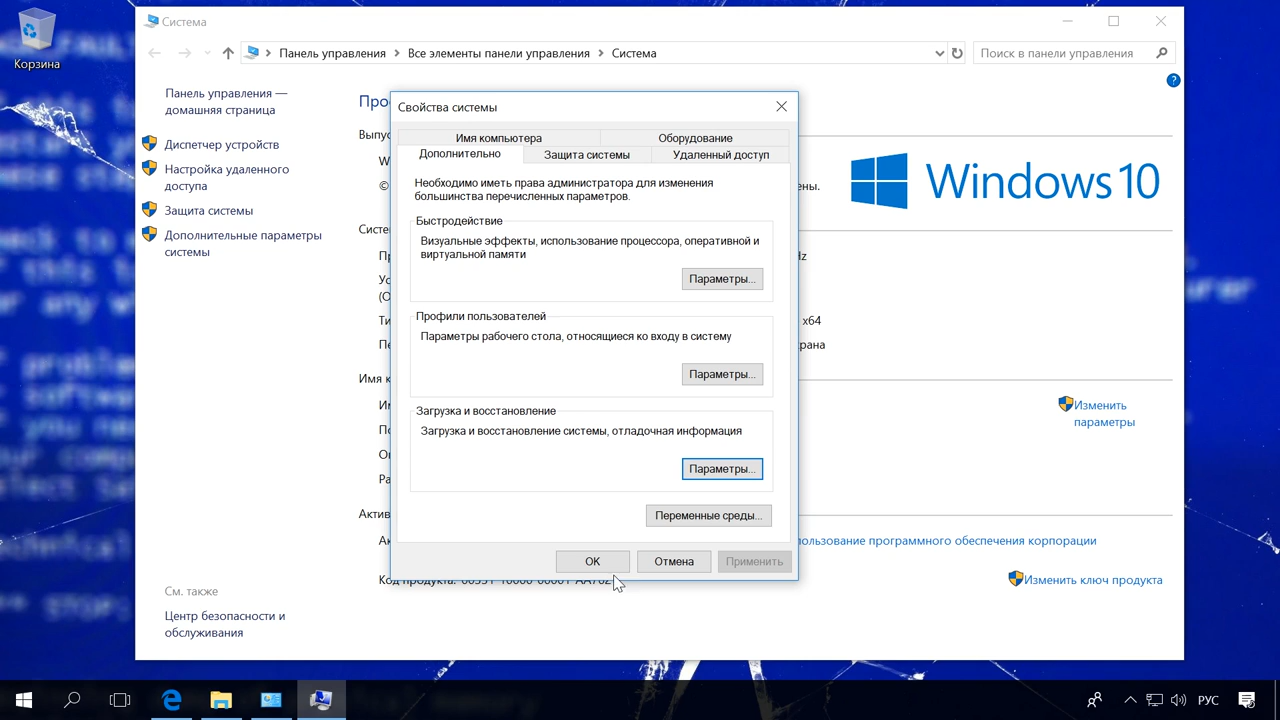 Корзина
Система
Панель управления
Все элементы панели управления
Система
Поиск в панели управления
Панель управления —
домашняя страница
Диспетчер устройств
Настройка удаленного
доступа
Защита системы
Дополнительные параметры
системы
См. также
Центр безопасности и
обслуживания
Windows 10
x64
Изменить
параметры
Изменить ключ продукта
Свойства системы
Имя компьютера
Оборудование
Дополнительно
Защита системы
Удаленный доступ
Необходимо иметь права администратора для изменения
большинства перечисленных параметров.
Быстродействие
Визуальные эффекты, использование процессора, оперативной и
виртуальной памяти
Параметры...
Профили пользователей
Параметры рабочего стола, относящиеся ко входу в систему
Параметры...
Загрузка и восстановление
Загрузка и восстановление системы, отладочная информация
Параметры...
Переменные среды...
OK
Отмена
Применить
программного обеспечения корпорации
РУС